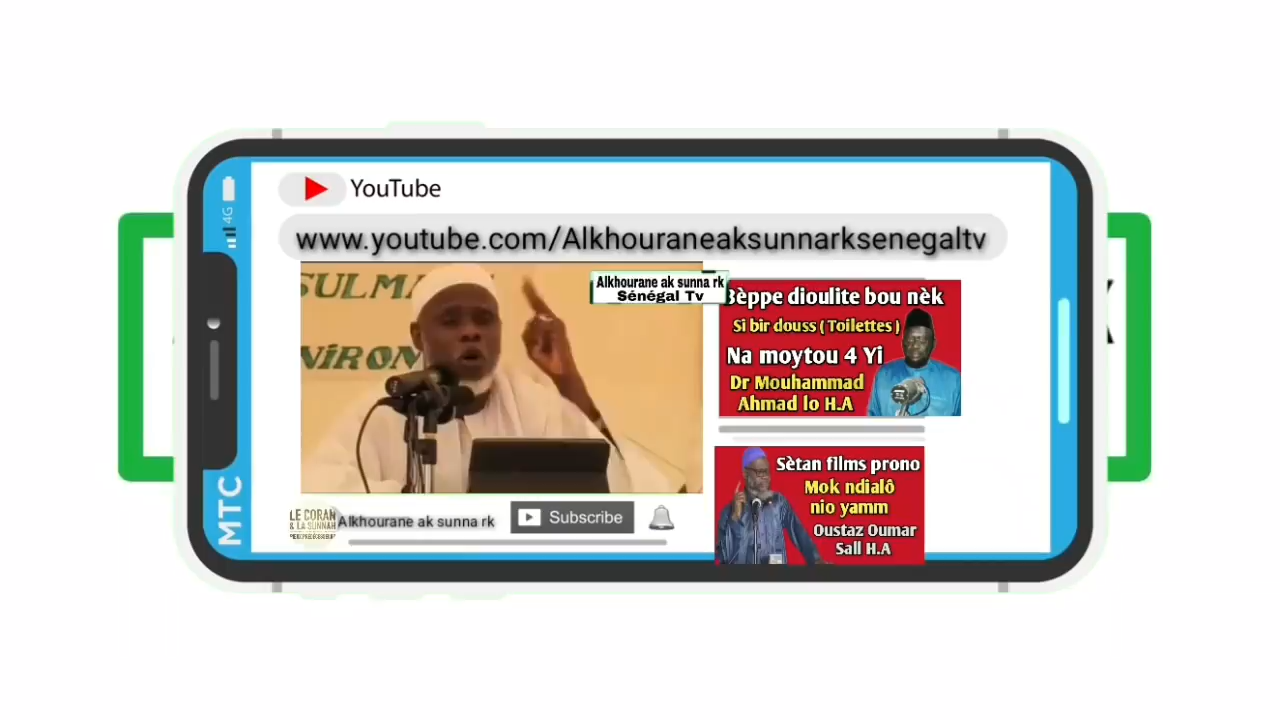 YouTube
www.youtube.com/Alkhouraneaksunnarksenegaltv
4G
MTC
SULMA
NIRON
Alkhourane ak sunna rk
Sénégal Tv
Bèppe dioulite bou nèk
Si bir douss ( Toilettes )
Na moytou 4 Yi
Dr Mouhammad
Ahmad lo H.A
Sètan fIlms prono
Mok ndialô
nio yamm
Oustaz Oumar
Sall H.A
LE CORAN
& LA SUNNAH
Alkhourane ak sunna rk
Subscribe